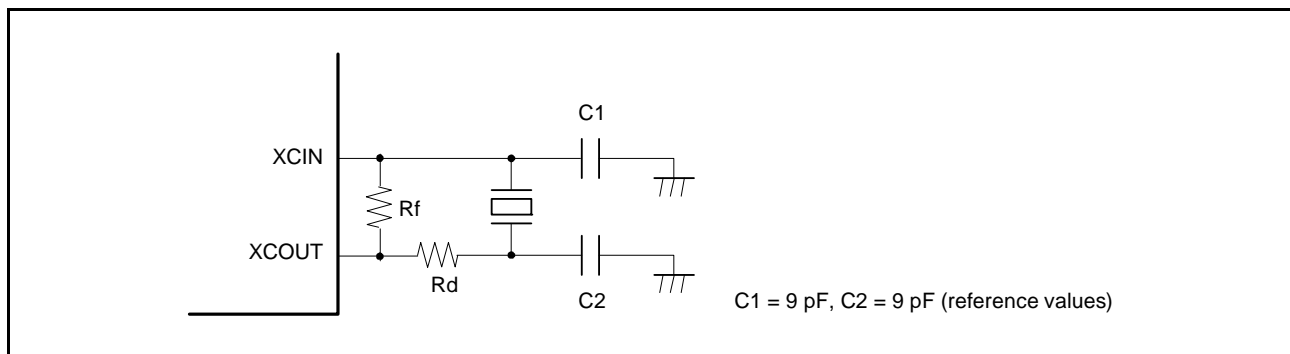 C1
XCIN
Rf
XCOUT
Rd
C2
C1 = 9 pF, C2 = 9 pF (reference values)